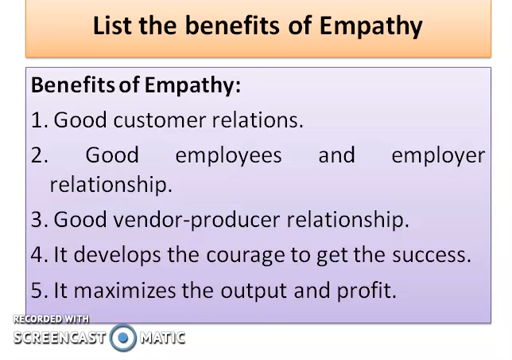 List the benefits of Empathy
Benefits of Empathy:
1. Good customer relations.
2. Good employees and employer
relationship.
3. Good vendor-producer relationship.
4. It develops the courage to get the success.
5. It maximizes the output and profit.
RECORDED WITH
SCREENCAST MATIC